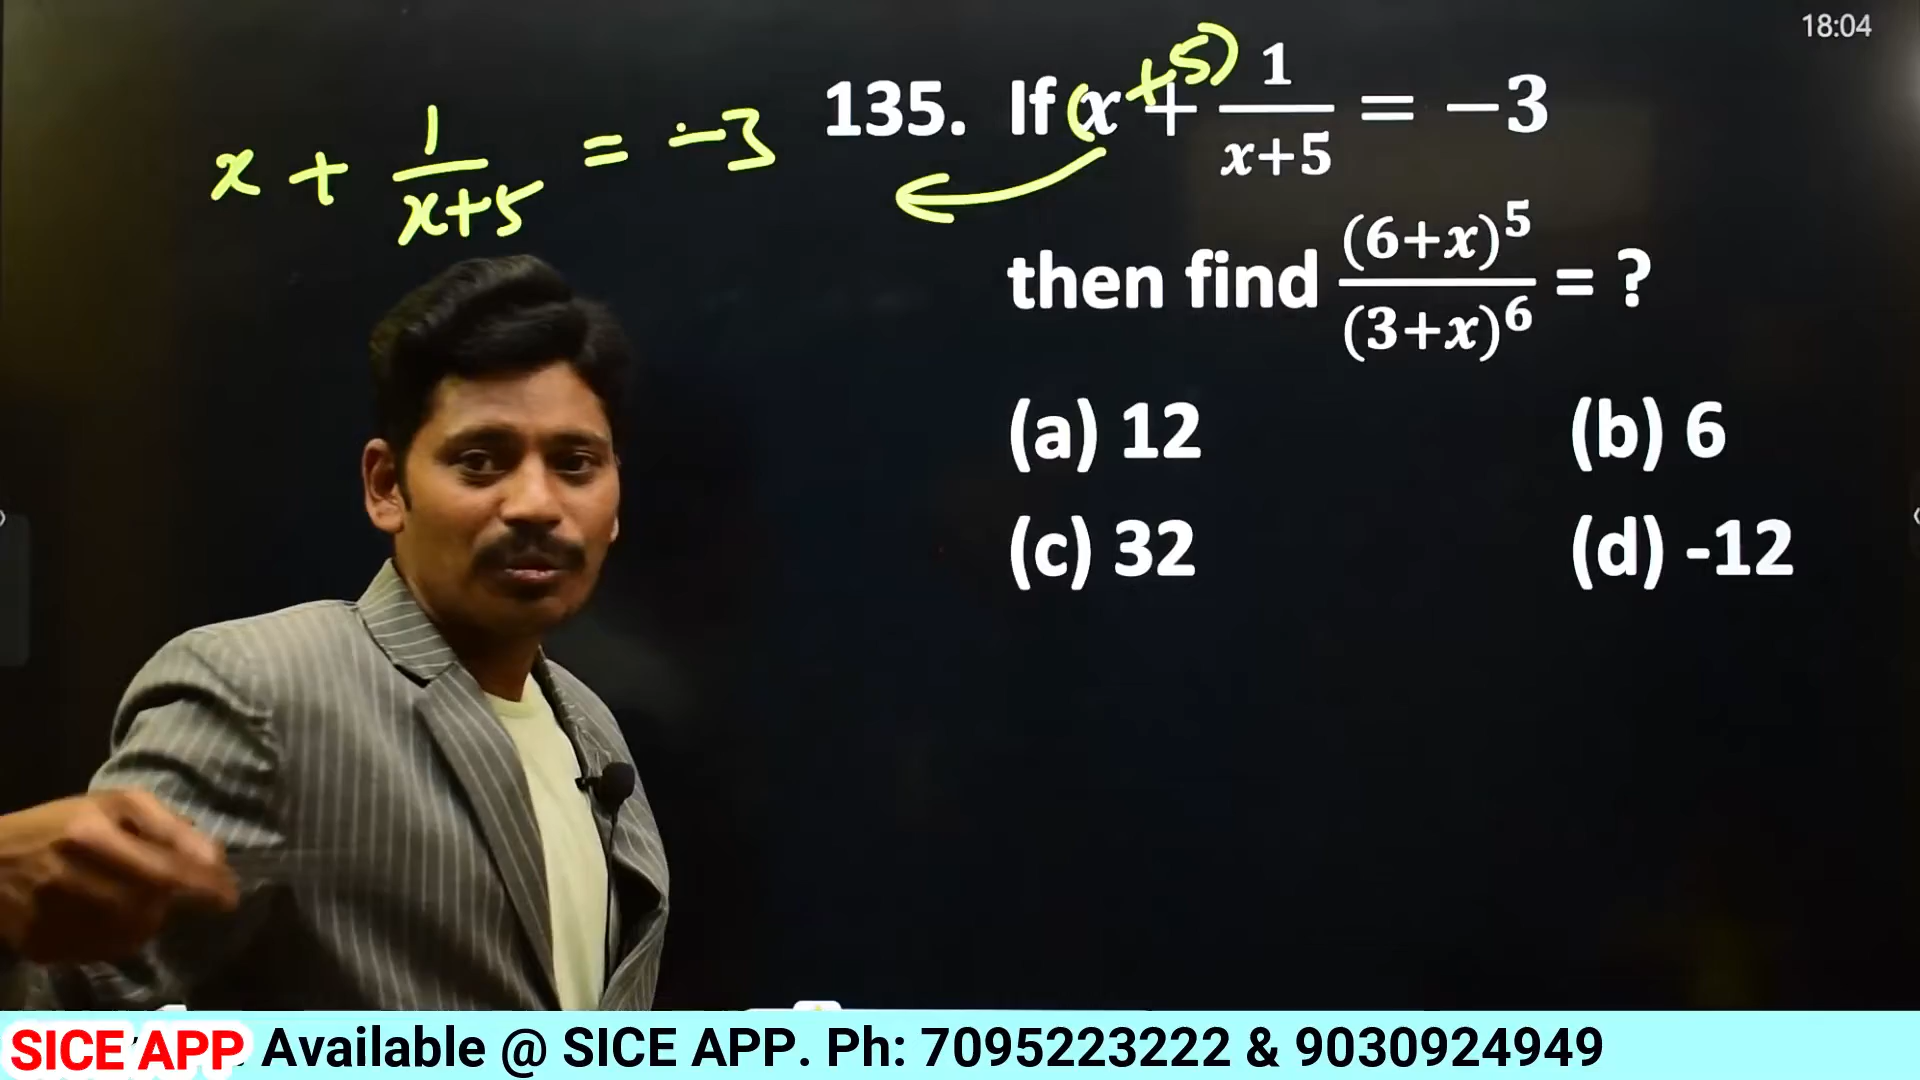 18:04
x + 1/(x+5) = -3
135. If (x+5) + 1/(x+5) = −3
then find (6+x)^5/(3+x)^6 = ?
(a) 12 (b) 6
(c) 32 (d) -12
SICE APP Available @ SICE APP. Ph: 7095223222 & 9030924949